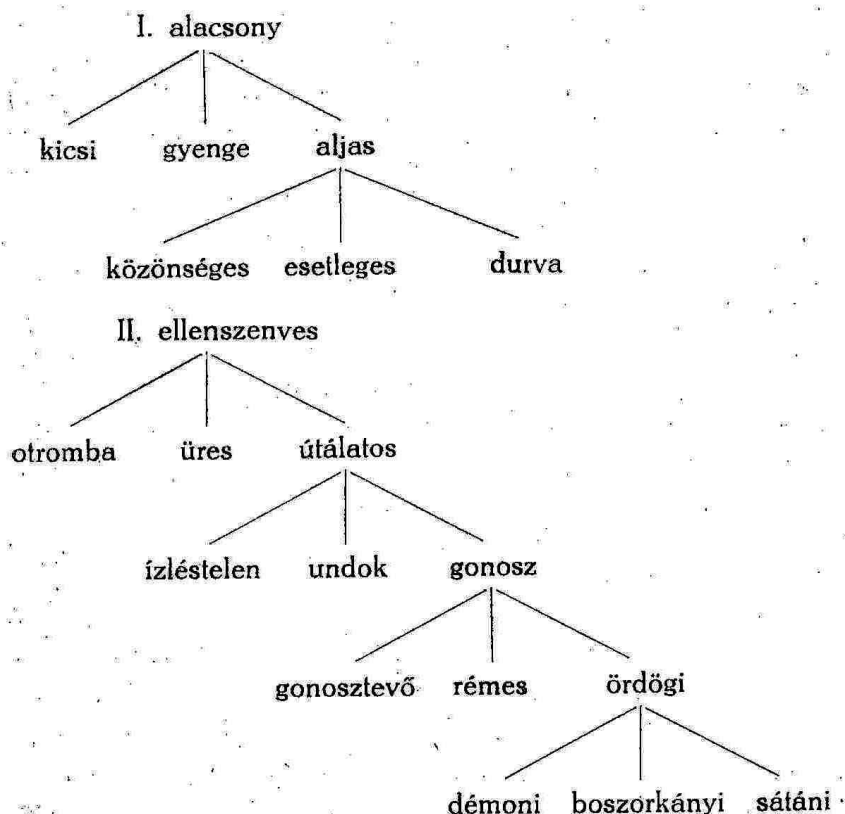 I. alacsony
kicsi gyenge aljas
közönséges esetleges durva
II. ellenszenves
otromba üres útálatos
ízléstelen undok gonosz
gonosztevő rémes ördögi
démoni boszorkányi sátáni